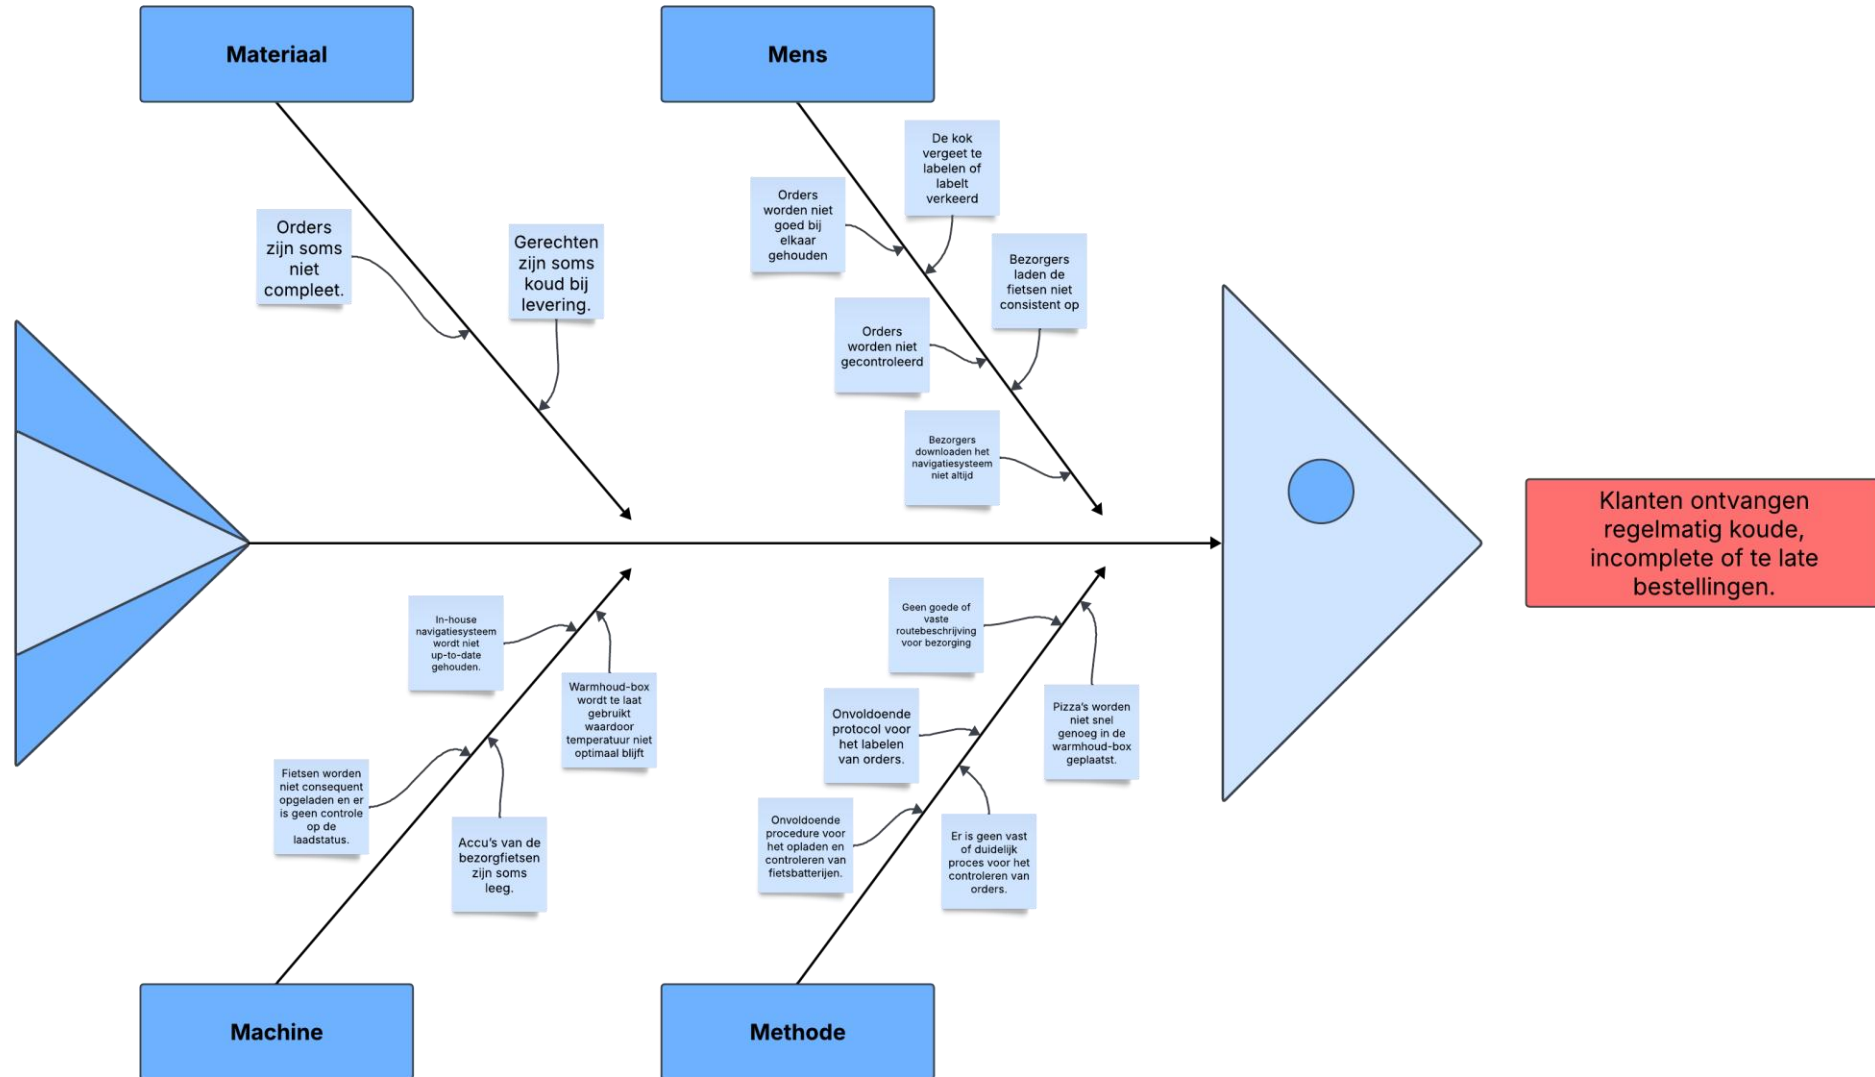 Materiaal
Mens
De kok
vergeet te
labelen of
labelt
verkeerd
Orders
worden niet
goed bij
elkaar
gehouden
Orders
zijn soms
niet
compleet.
Gerechten
zijn soms
koud bij
levering.
Bezorgers
laden de
fietsen niet
consistent op
Orders
worden niet
gecontroleerd
Bezorgers
downloaden het
navigatiesysteem
niet altijd
Klanten ontvangen
regelmatig koude,
incomplete of te late
bestellingen.
In-house
navigatiesysteem
wordt niet
up-to-date
gehouden.
Warmhoud-box
wordt te laat
gebruikt
waardoor
temperatuur niet
optimaal blijft
Fietsen worden
niet consequent
opgeladen en er
is geen controle
op de
laadstatus.
Accu's van de
bezorgfietsen
zijn soms
leeg.
Geen goede of
vaste
routebeschrijving
voor bezorging
Pizza's worden
niet snel
genoeg in de
warmhoud-box
geplaatst.
Onvoldoende
protocol voor
het labelen
van orders.
Onvoldoende
procedure voor
het opladen en
controleren van
fietsbatterijen.
Er is geen vast
of duidelijk
proces voor het
controleren van
orders.
Machine
Methode